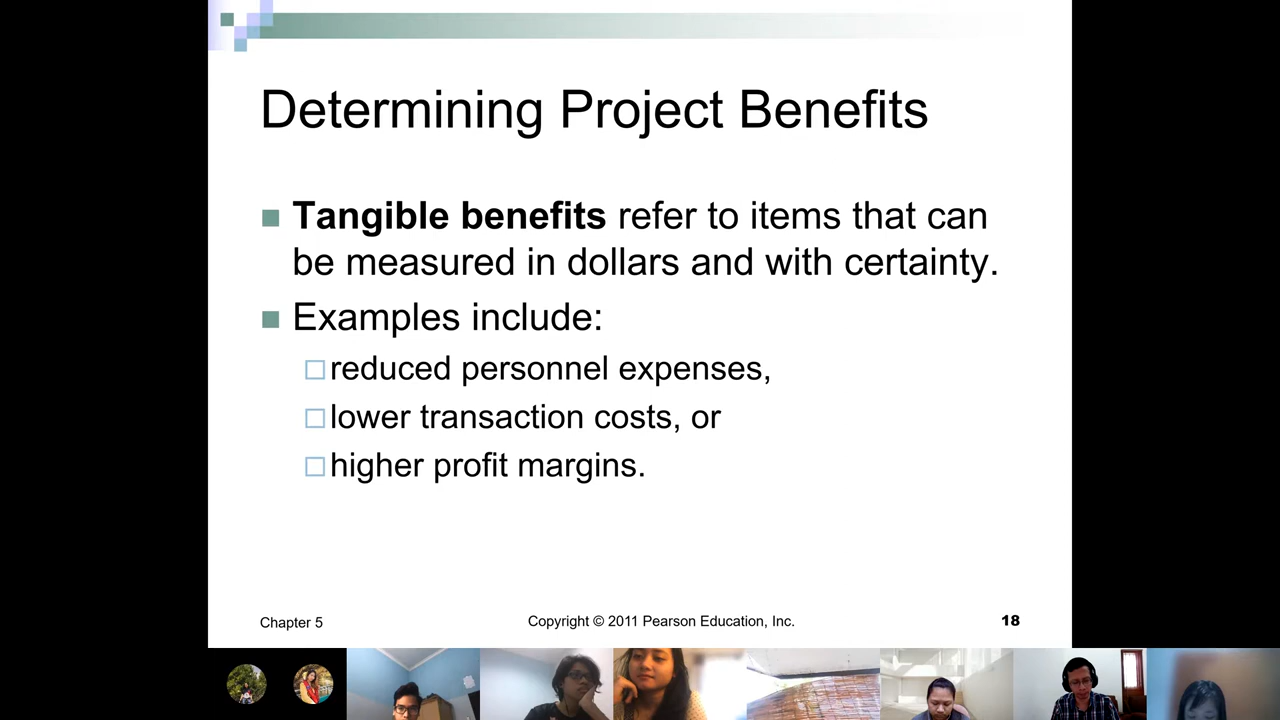 Determining Project Benefits
Tangible benefits refer to items that can
be measured in dollars and with certainty.
Examples include:
reduced personnel expenses,
lower transaction costs, or
higher profit margins.
Chapter 5
Copyright © 2011 Pearson Education, Inc.
18